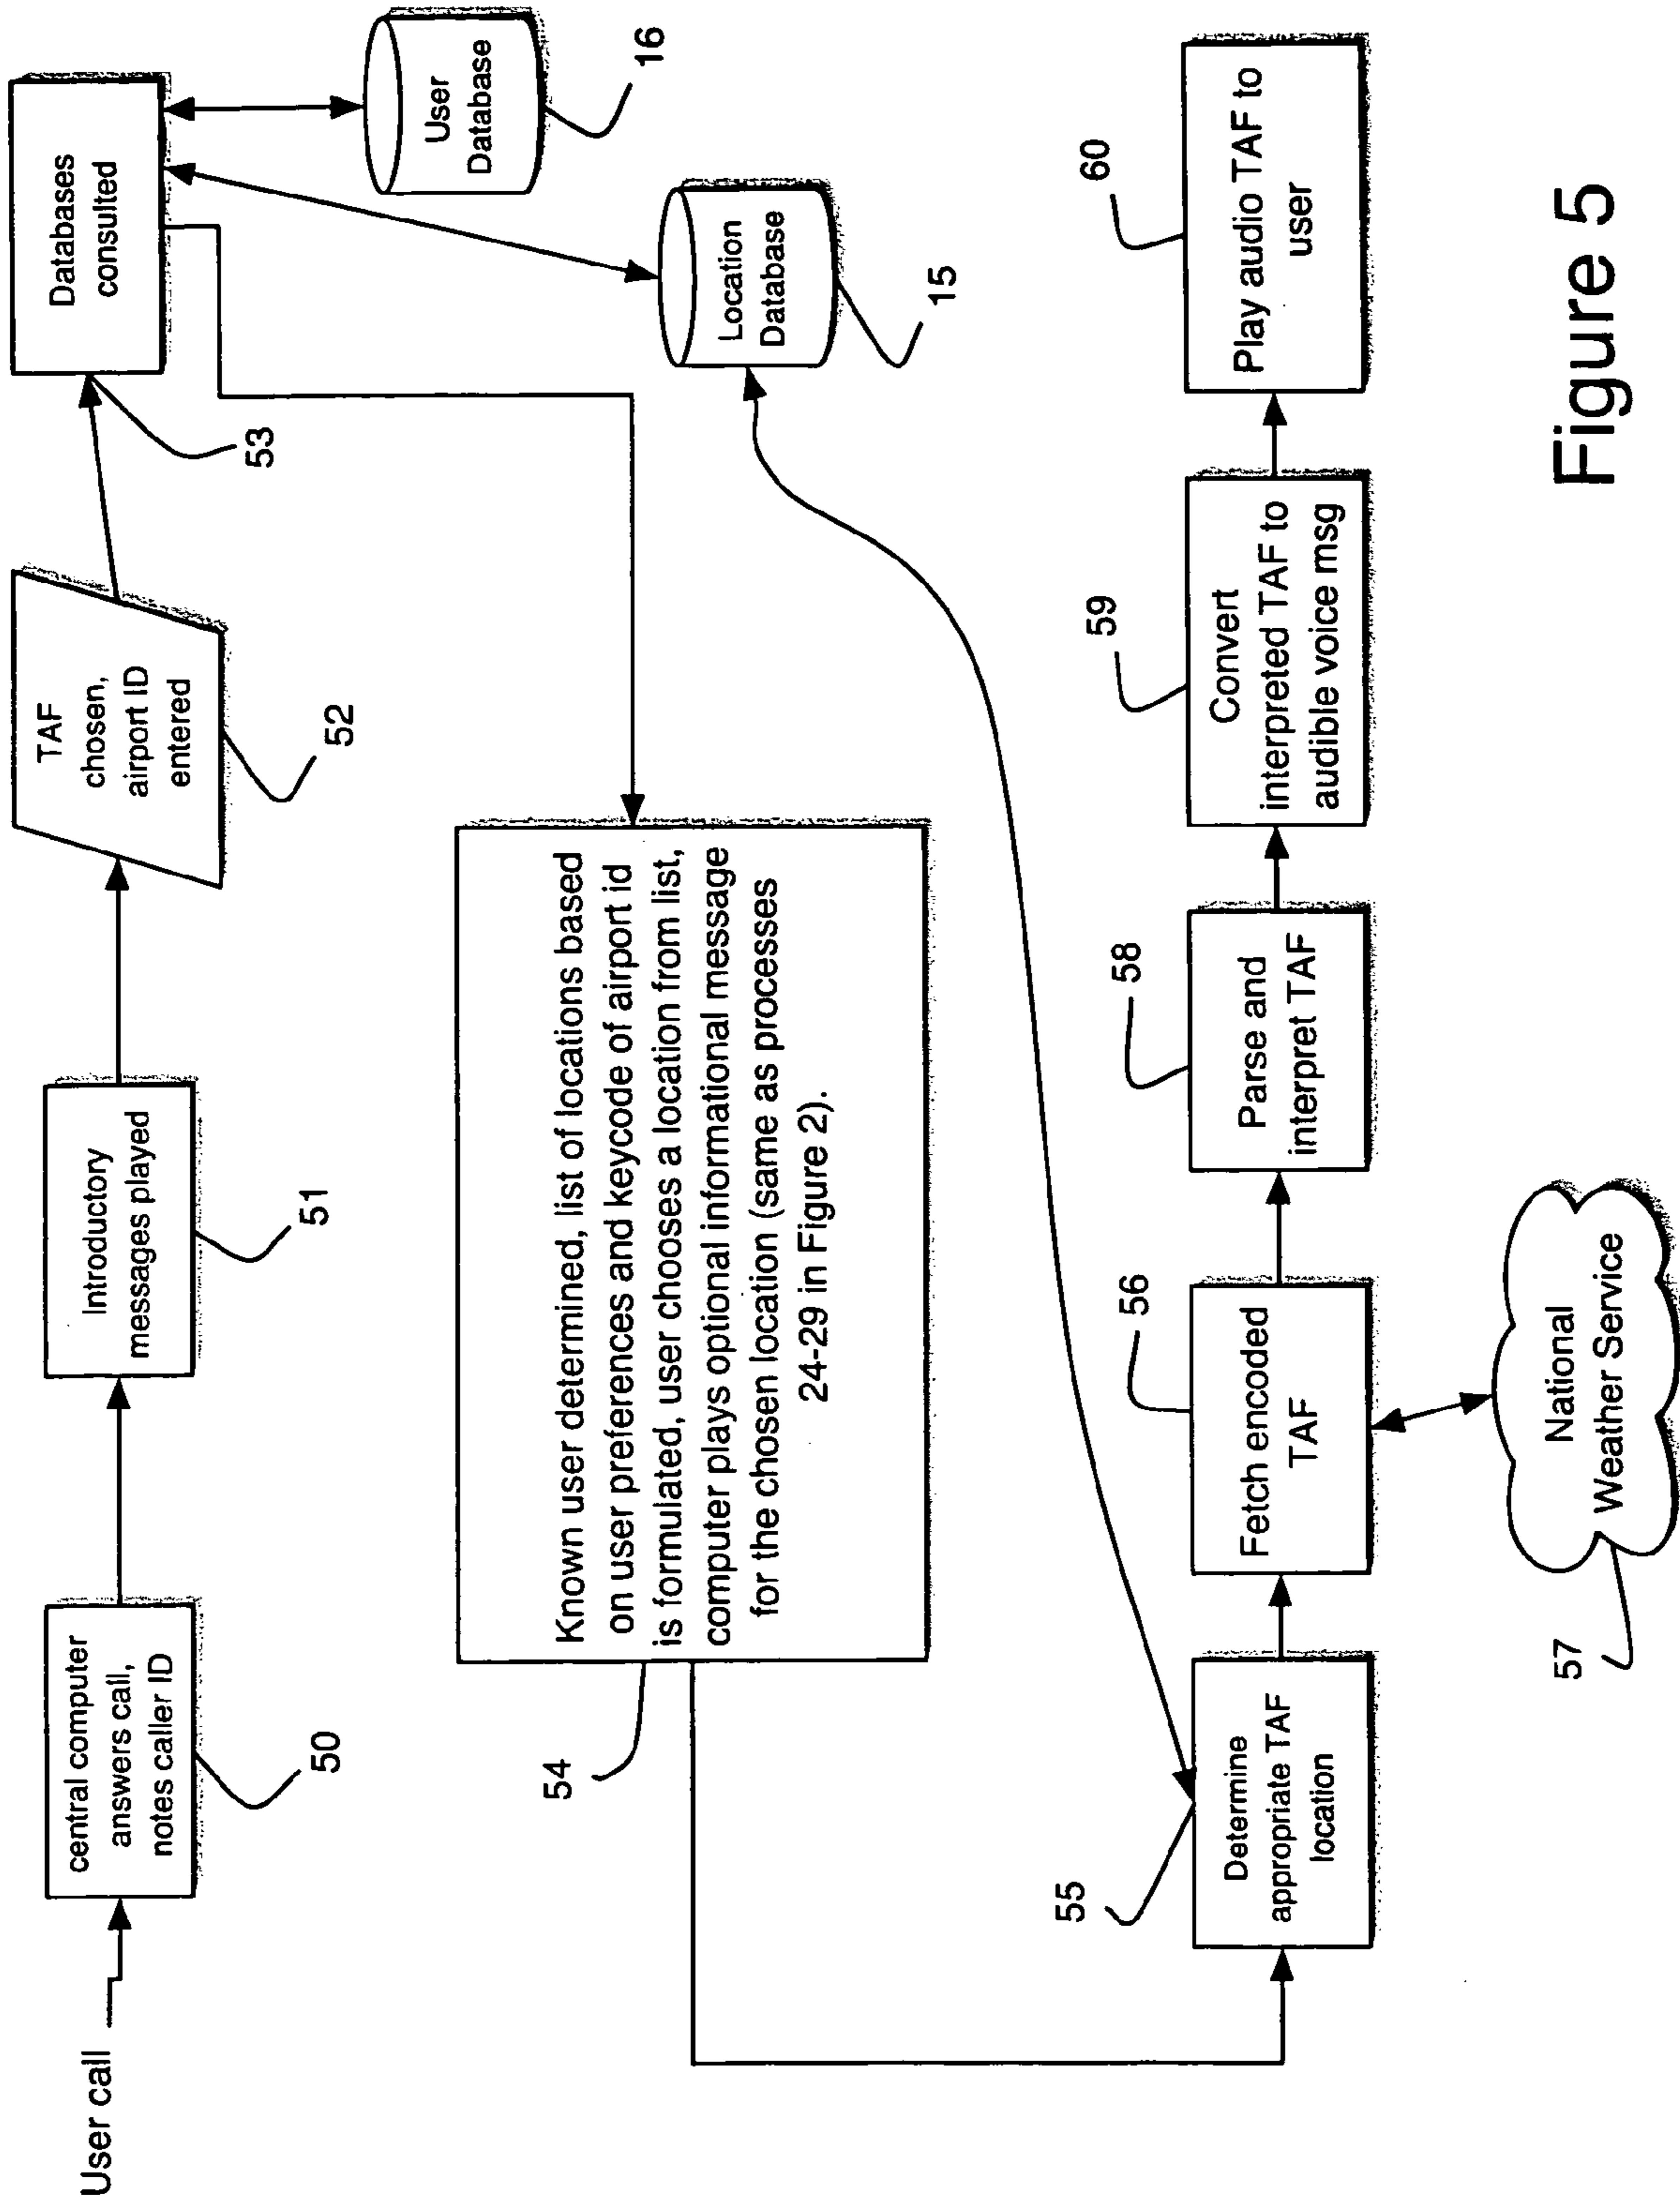 User call
central computer
answers call,
notes caller ID
50
Introductory
messages played
51
TAF
chosen,
airport ID
entered
52
Databases
consulted
53
User
Database
16
Location
Database
15
Known user determined, list of locations based
on user preferences and keycode of airport id
is formulated, user chooses a location from list,
computer plays optional informational message
for the chosen location (same as processes
24-29 in Figure 2).
54
Determine
appropriate TAF
location
55
Fetch encoded
TAF
56
National
Weather Service
57
Parse and
interpret TAF
58
Convert
interpreted TAF to
audible voice msg
59
Play audio TAF to
user
60
Figure 5